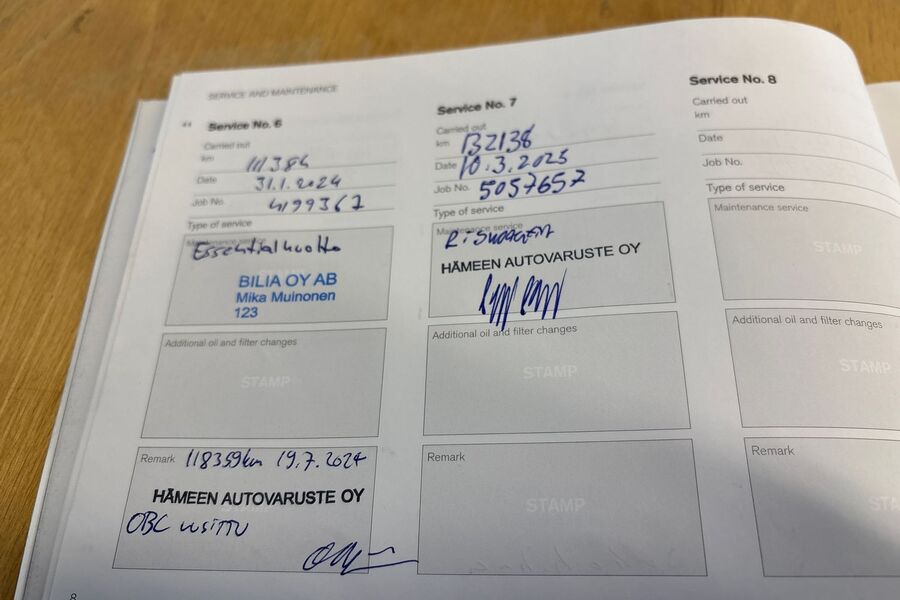 SERVICE AND MAINTENANCE
Service No. 6
Carried out
km 111384
Date 31.1.2024
Job No. 4199367
Type of service
Maintenance service
Essentialhuolto
BILIA OY AB
Mika Muinonen
123
Additional oil and filter changes
STAMP
Remark 118359km 19.7.2024
HÄMEEN AUTOVARUSTE OY
OBC uusittu
Service No. 7
Carried out
km 132138
Date 10.3.2025
Job No. 5057657
Type of service
Maintenance service
HÄMEEN AUTOVARUSTE OY
Additional oil and filter changes
STAMP
Remark
STAMP
Service No. 8
Carried out
km
Date
Job No.
Type of service
Maintenance service
STAMP
Additional oil and filter changes
STAMP
Remark
8